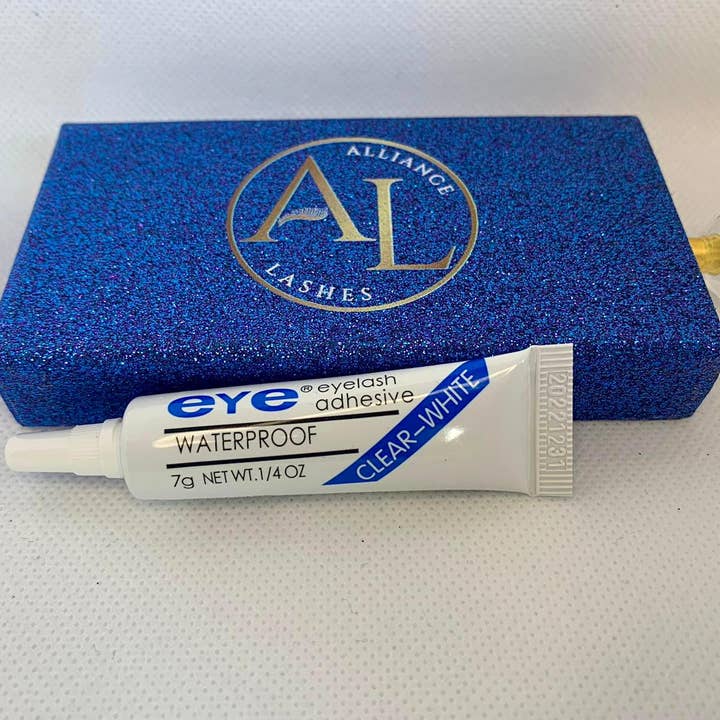 ALLIANCE
AL
LASHES
eye® eyelash
adhesive
WATERPROOF
7g NET WT.1/4 OZ
CLEAR-WHITE
20221231